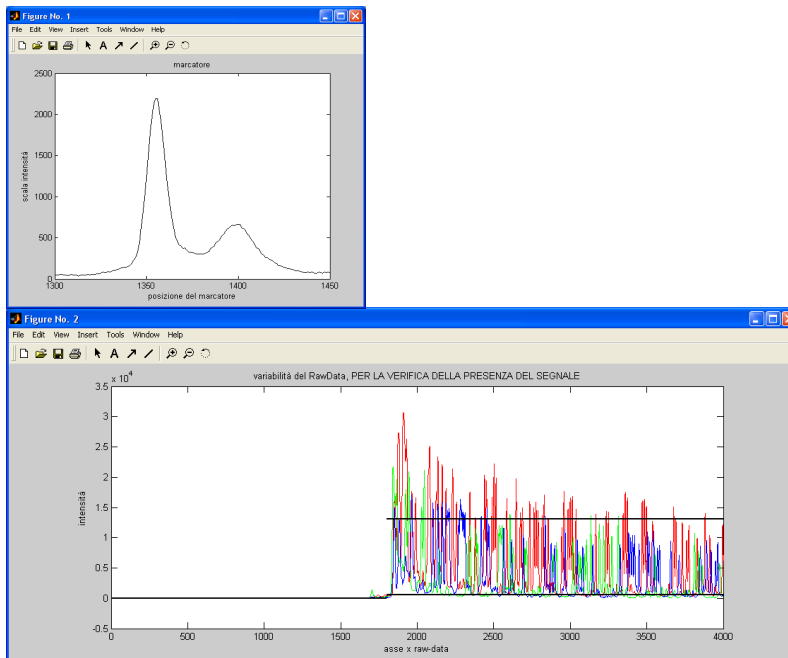 Figure No. 1
File Edit View Insert Tools Window Help
A
marcatore
2500
2000
1500
1000
500
0
scala intensità
1300 1350 1400 1450
posizione del marcatore
Figure No. 2
File Edit View Insert Tools Window Help
A
variabilità del RawData, PER LA VERIFICA DELLA PRESENZA DEL SEGNALE
x 10^4
3.5
3
2.5
2
1.5
1
0.5
0
-0.5
intensità
0 500 1000 1500 2000 2500 3000 3500 4000
asse x raw-data